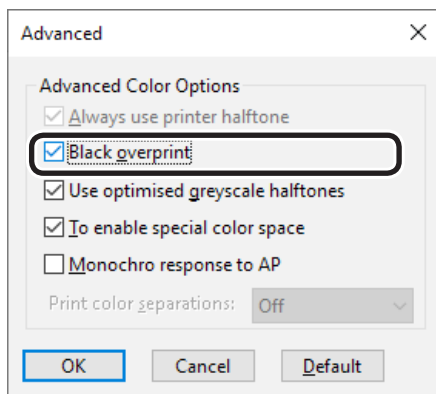 Advanced
Advanced Color Options
Always use printer halftone
Black overprint
Use optimised greyscale halftones
To enable special color space
Monochro response to AP
Print color separations: Off
OK Cancel Default